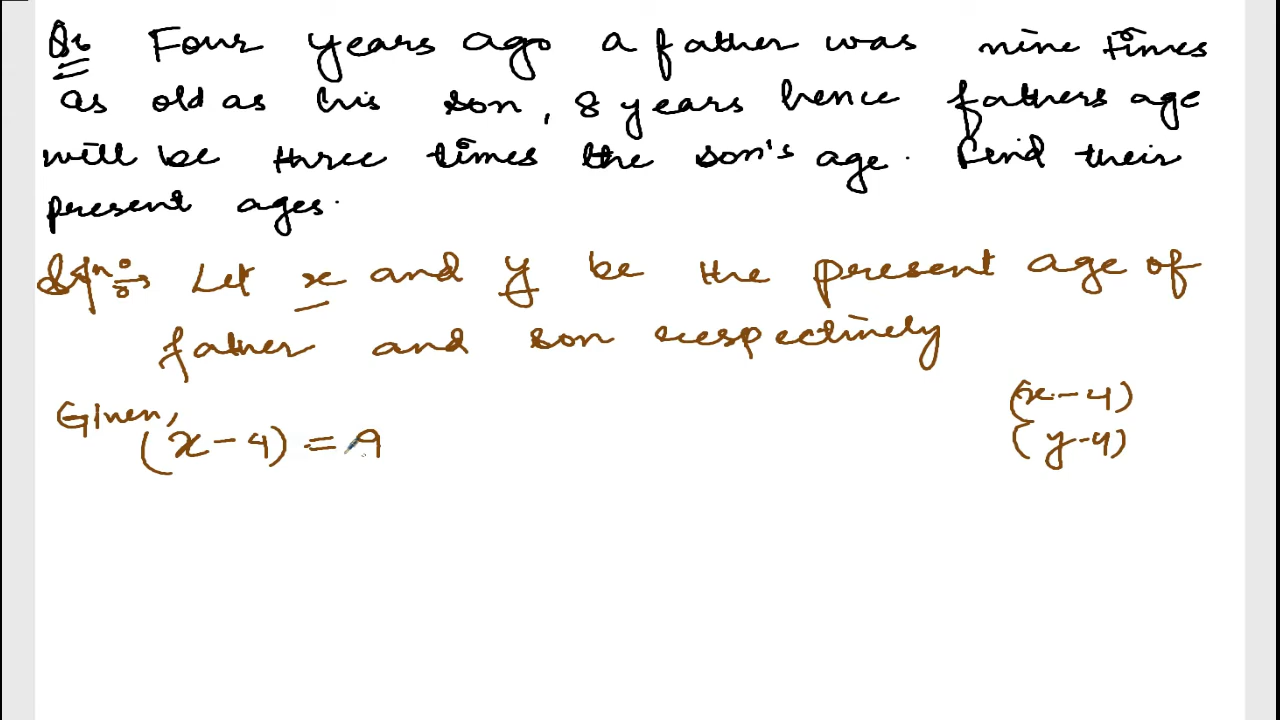 Q: Four years ago a father was nine times
as old as his son, 8 years hence fathers age
will be three times the son's age. Find their
present ages.
Solⁿ: Let x and y be the present age of
father and son respectively
Given,
(x-4) = 9
(x-4)
(y-4)